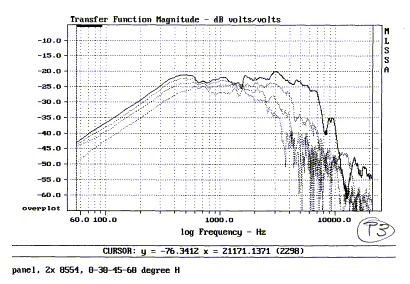 Transfer Function Magnitude - dB volts/volts
M
L
S
S
A
-10.0
-15.0
-20.0
-25.0
-30.0
-35.0
-40.0
-45.0
-50.0
-55.0
-60.0
overplot
60.0 100.0 1000.0 10000.0
log Frequency - Hz
P3
CURSOR: y = -76.3412 x = 21171.1371 (2298)
panel, 2x 8554, 0-30-45-60 degree H